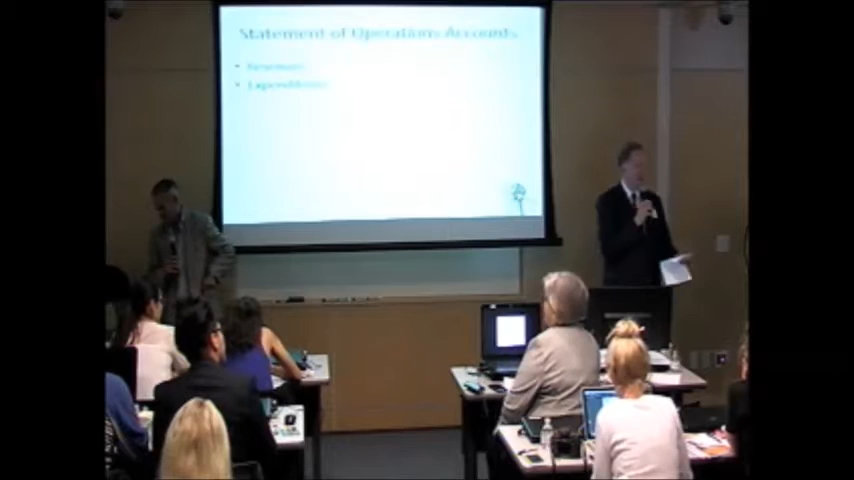 Statement of Operations Accounts
• Revenues
• Expenditures